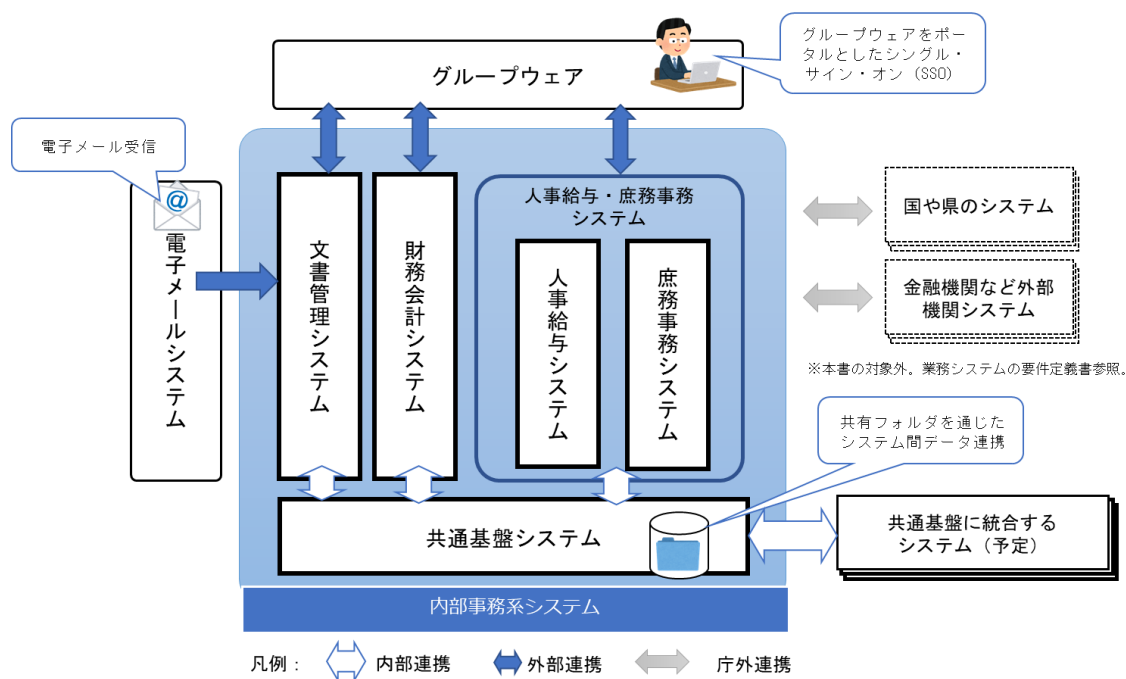 グループウェア
グループウェアをポー
タルとしたシングル・
サイン・オン（SSO）
電子メール受信
@
電子メールシステム
文書管理システム
財務会計システム
人事給与・庶務事務
システム
人事給与システム
庶務事務システム
国や県のシステム
金融機関など外部
機関システム
※本書の対象外。業務システムの要件定義書参照。
共有フォルダを通じた
システム間データ連携
共通基盤システム
共通基盤に統合する
システム（予定）
内部事務系システム
凡例： 内部連携 外部連携 庁外連携